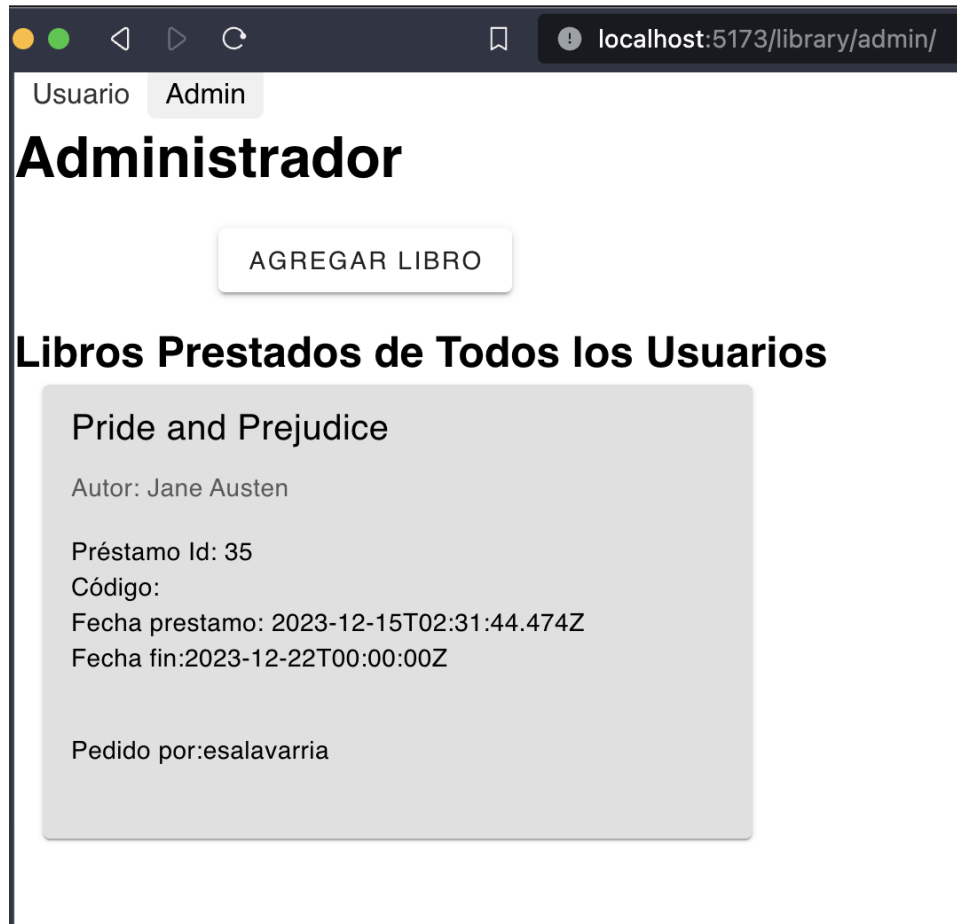 localhost:5173/library/admin/
Usuario Admin
Administrador
AGREGAR LIBRO
Libros Prestados de Todos los Usuarios
Pride and Prejudice
Autor: Jane Austen
Préstamo Id: 35
Código:
Fecha prestamo: 2023-12-15T02:31:44.474Z
Fecha fin:2023-12-22T00:00:00Z
Pedido por:esalavarria